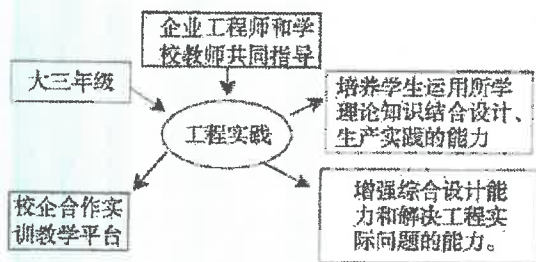 企业工程师和学
校教师共同指导
大三年级
工程实践
培养学生运用所学
理论知识结合设计、
生产实践的能力
校企合作实
训教学平台
增强综合设计能
力和解决工程实
际问题的能力。